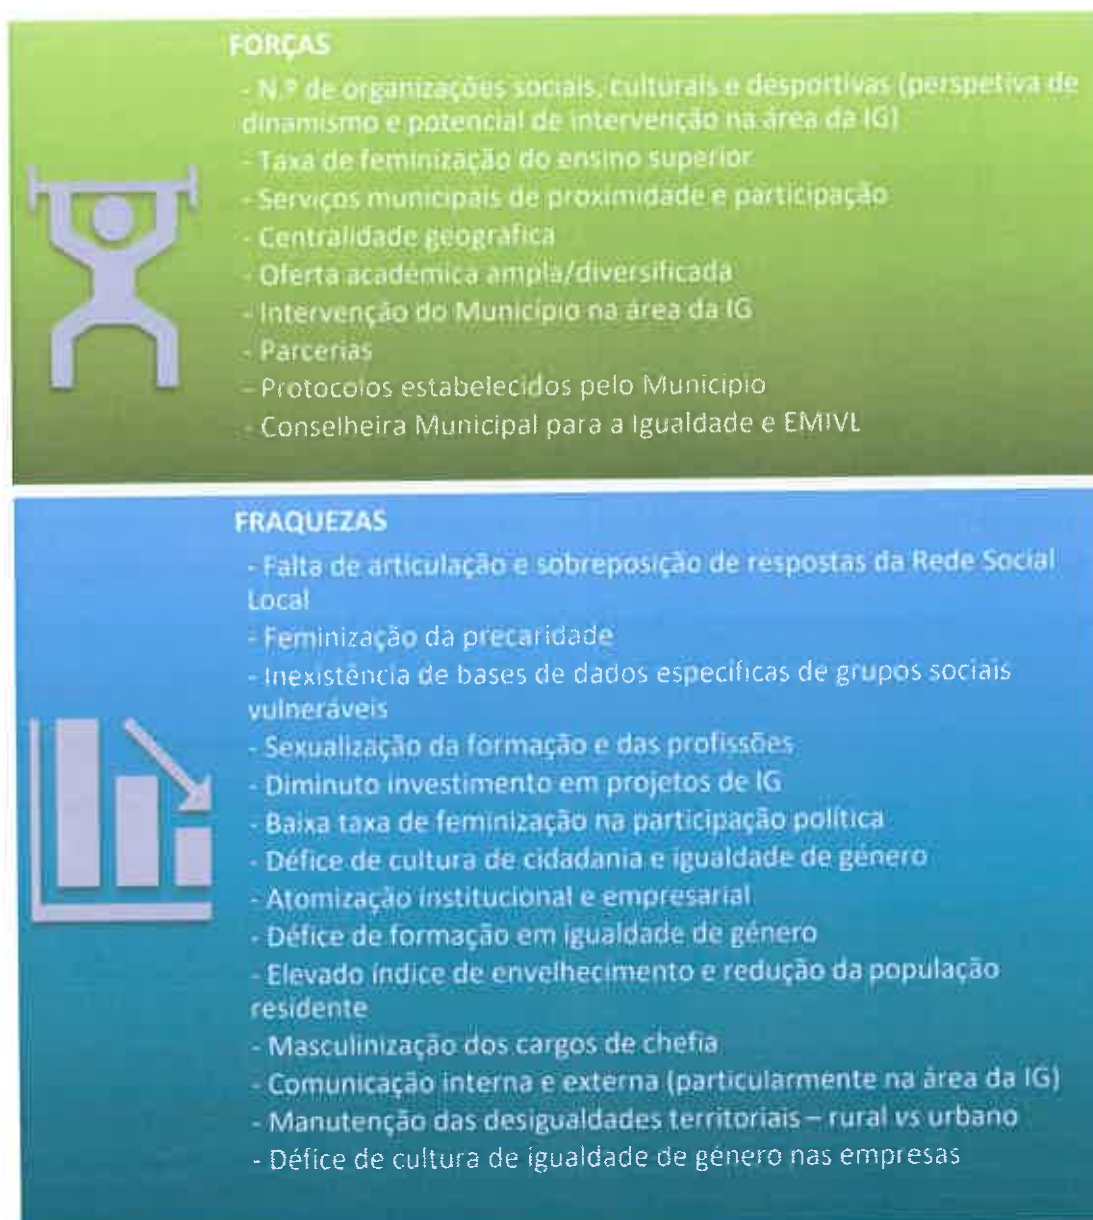 FORÇAS
- N.º de organizações sociais, culturais e desportivas (perspetiva de
dinamismo e potencial de intervenção na área da IG)
- Taxa de feminização do ensino superior
- Serviços municipais de proximidade e participação
- Centralidade geográfica
- Oferta académica ampla/diversificada
- Intervenção do Município na área da IG
- Parcerias
- Protocolos estabelecidos pelo Município
- Conselheira Municipal para a Igualdade e EMIVL
FRAQUEZAS
- Falta de articulação e sobreposição de respostas da Rede Social
Local
- Feminização da precaridade
- Inexistência de bases de dados específicas de grupos sociais
vulneráveis
- Sexualização da formação e das profissões
- Diminuto investimento em projetos de IG
- Baixa taxa de feminização na participação política
- Défice de cultura de cidadania e igualdade de género
- Atomização institucional e empresarial
- Défice de formação em igualdade de género
- Elevado índice de envelhecimento e redução da população
residente
- Masculinização dos cargos de chefia
- Comunicação interna e externa (particularmente na área da IG)
- Manutenção das desigualdades territoriais – rural vs urbano
- Défice de cultura de igualdade de género nas empresas